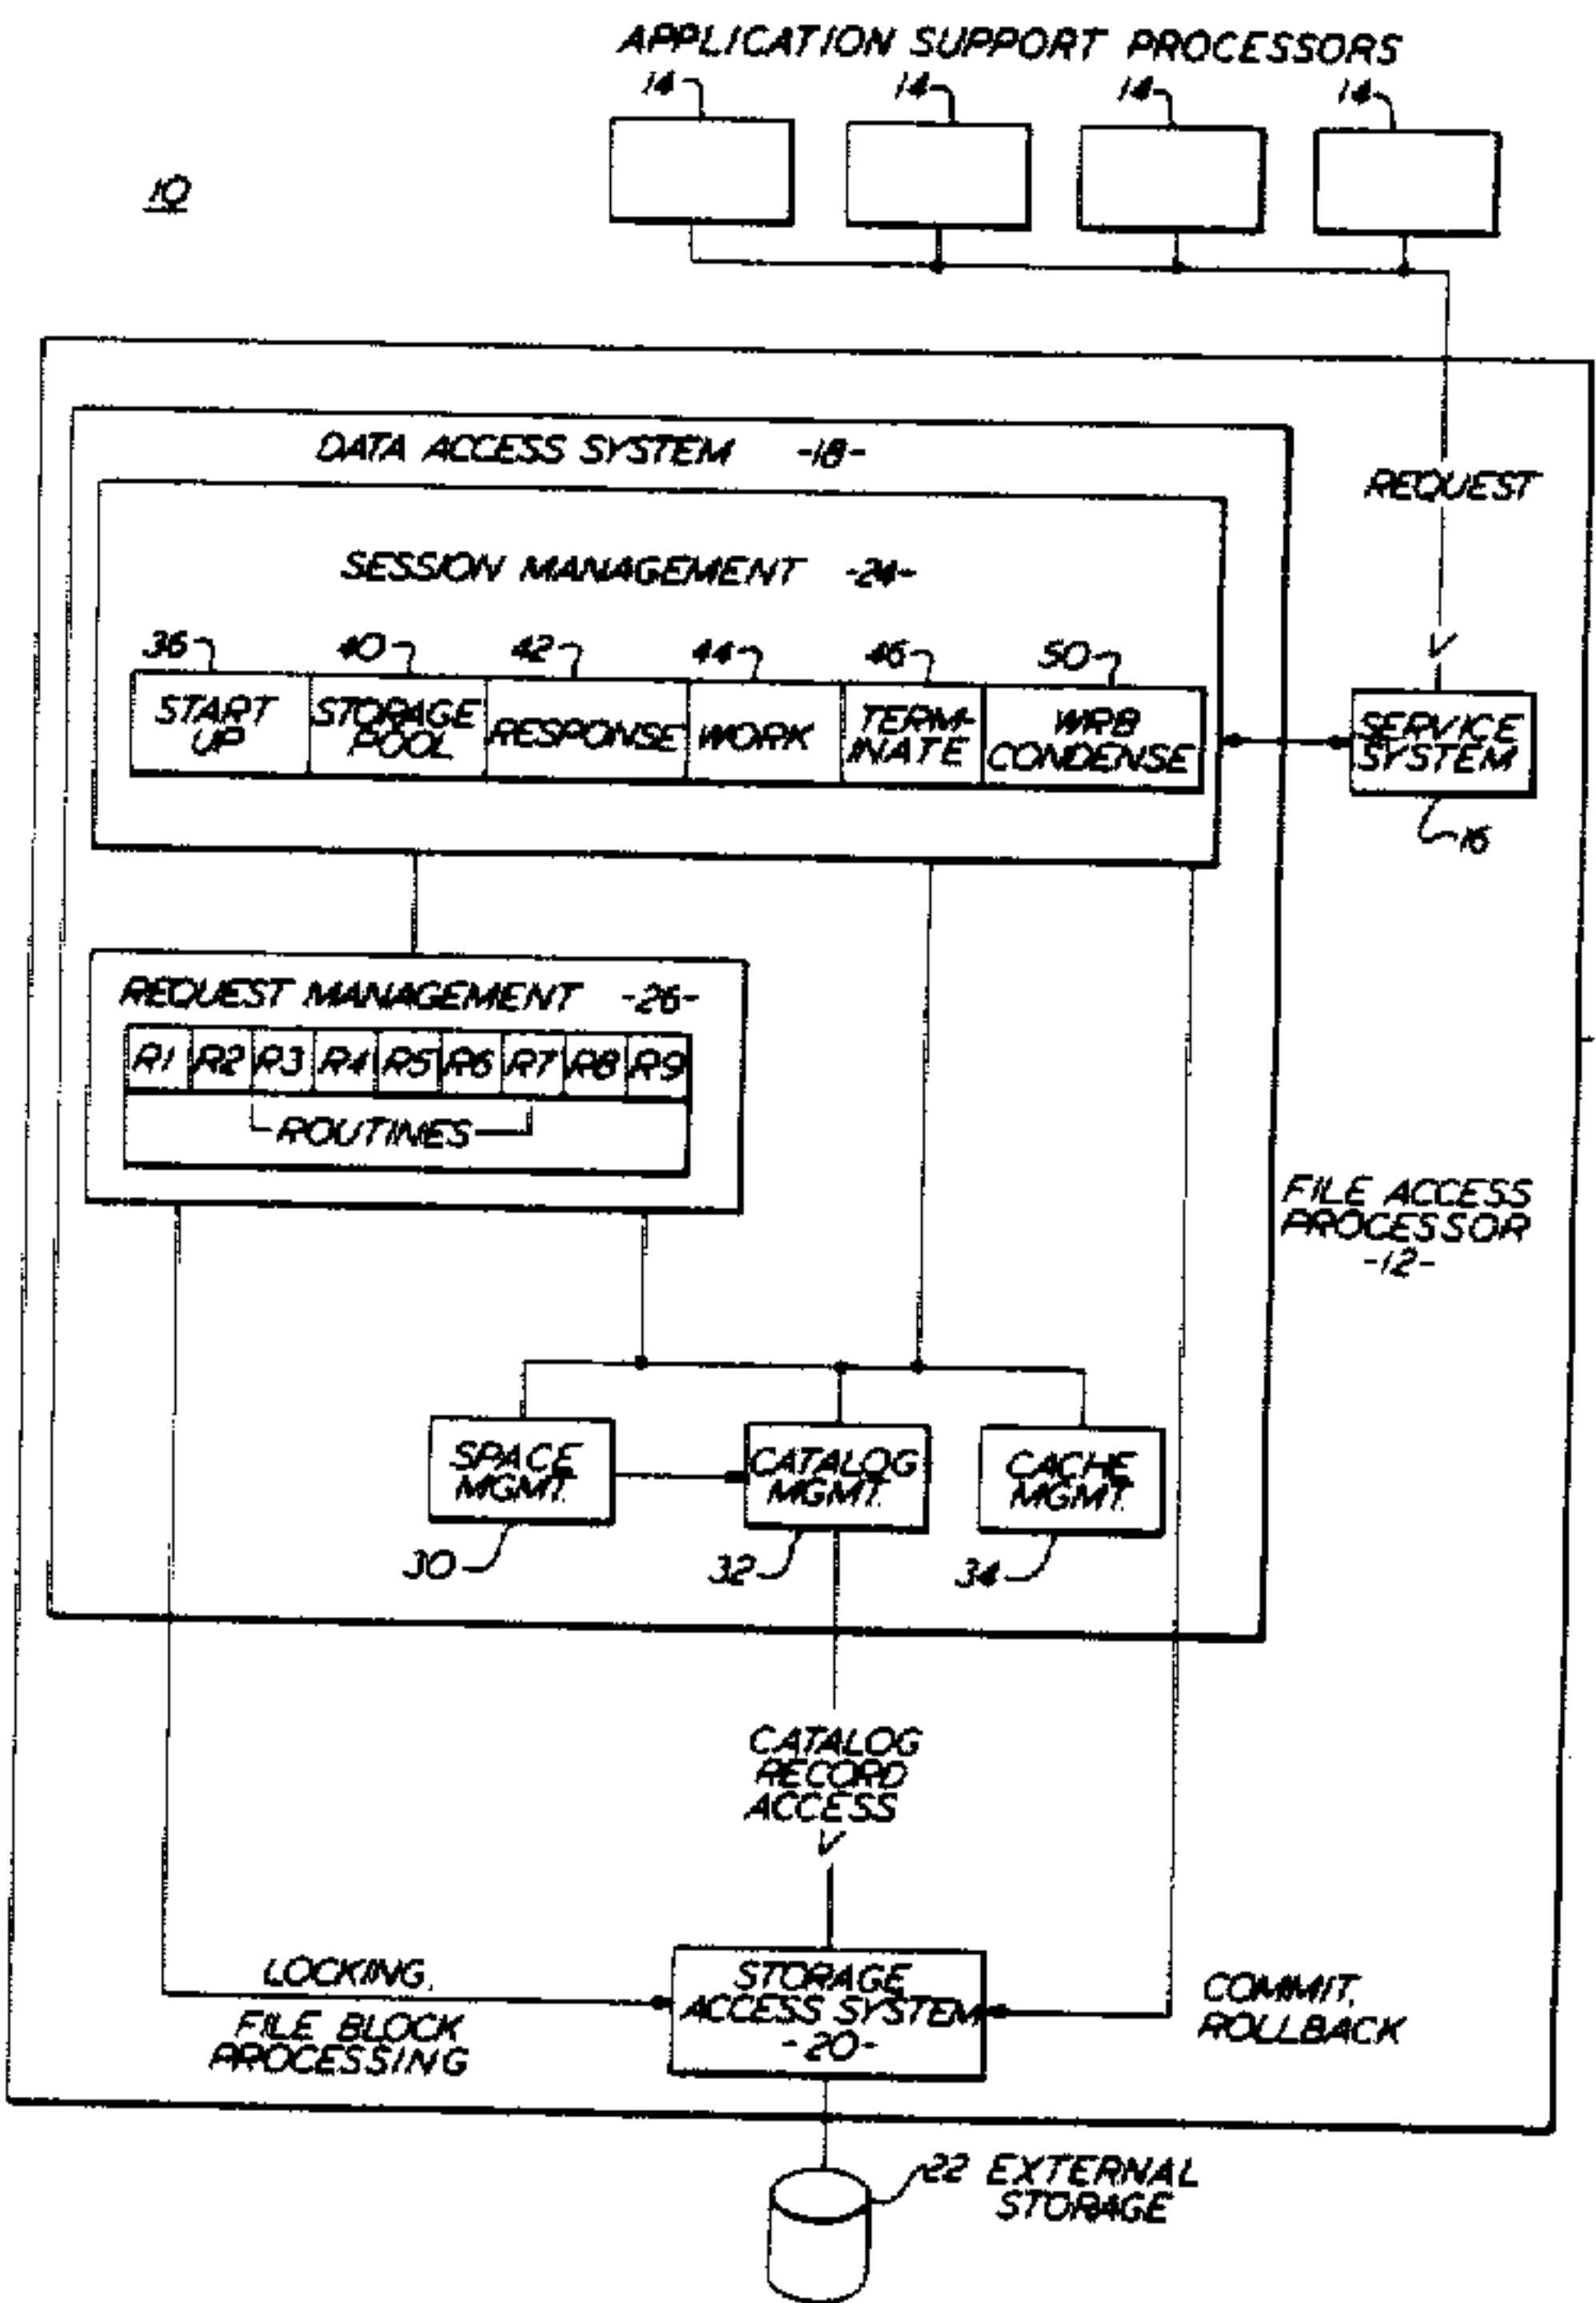 APPLICATION SUPPORT PROCESSORS
14 14 14 14
10
DATA ACCESS SYSTEM -18-
REQUEST
SESSION MANAGEMENT -24-
36 40 42 44 46 50
START UP
STORAGE POOL
RESPONSE
WORK
TERM-
INATE
WRB
CONDENSE
SERVICE
SYSTEM
16
REQUEST MANAGEMENT -26-
R1 R2 R3 R4 R5 R6 R7 R8 R9
ROUTINES
FILE ACCESS
PROCESSOR
-12-
SPACE
MGMT.
CATALOG
MGMT.
CACHE
MGMT.
30 32 34
CATALOG
RECORD
ACCESS
LOCKING,
FILE BLOCK
PROCESSING
STORAGE
ACCESS SYSTEM
-20-
COMMIT,
ROLLBACK
22 EXTERNAL
STORAGE